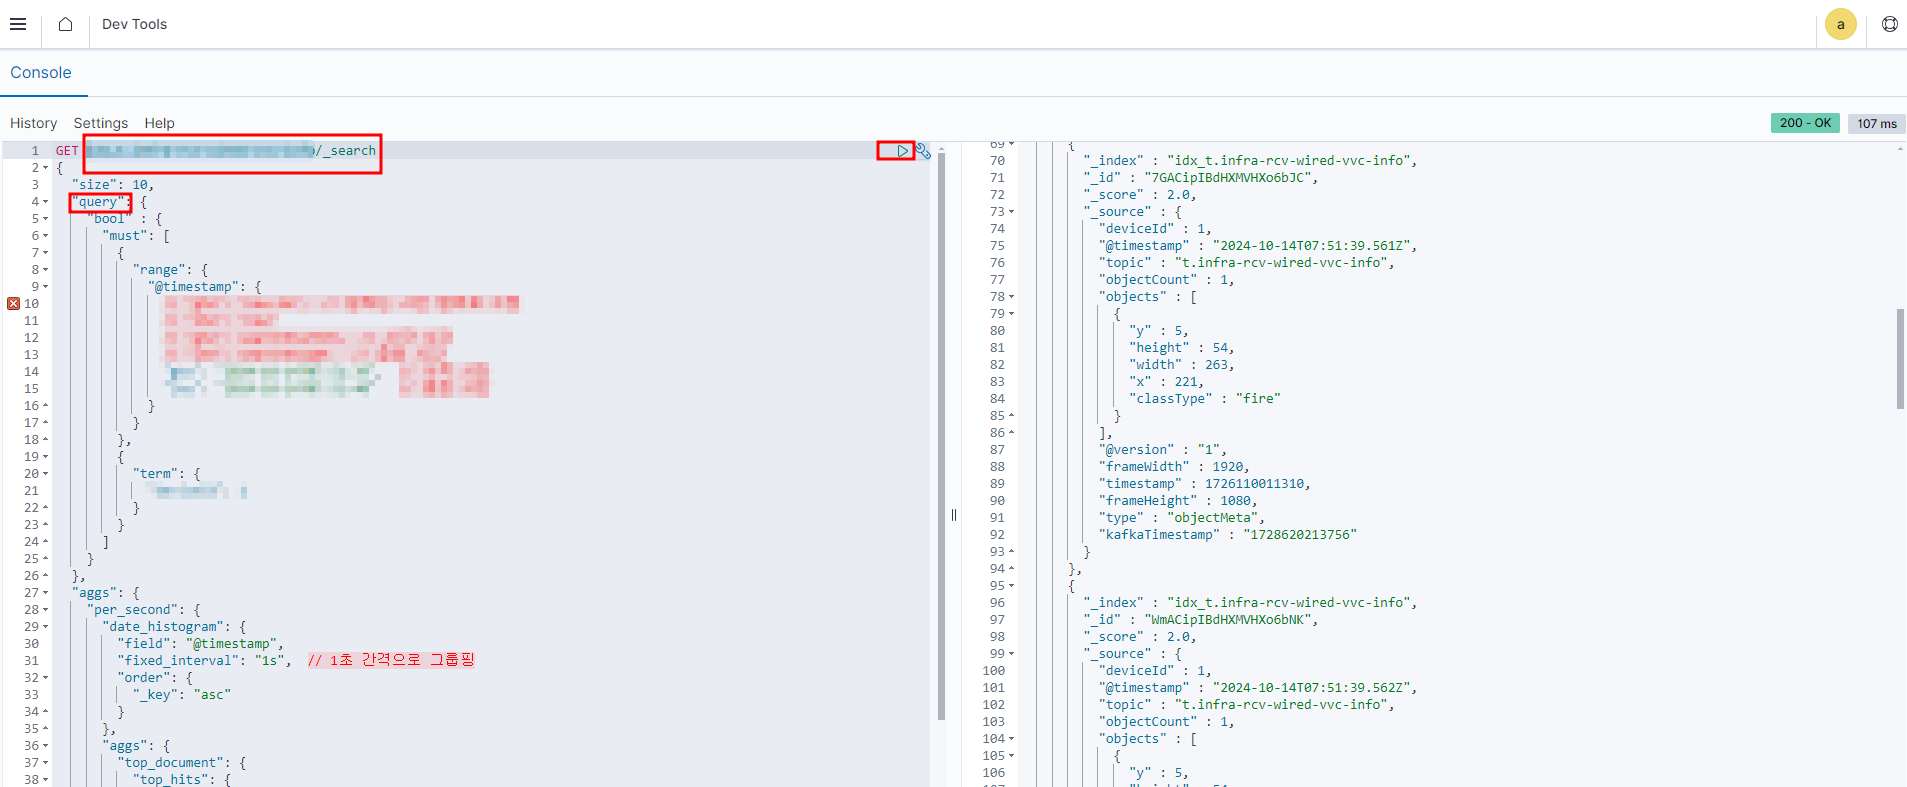 Dev Tools
a
Console
History Settings Help
200 - OK 107 ms
1 GET /_search
2 {
3 "size": 10,
4 "query": {
5 "bool" : {
6 "must": [
7 {
8 "range": {
9 "@timestamp": {
10
11
12
13
14
15
16 }
17 }
18 },
19 {
20 "term": {
21
22 }
23 }
24 ]
25 }
26 },
27 "aggs": {
28 "per_second": {
29 "date_histogram": {
30 "field": "@timestamp",
31 "fixed_interval": "1s", // 1초 간격으로 그룹핑
32 "order": {
33 "_key": "asc"
34 }
35 },
36 "aggs": {
37 "top_document": {
38 "top_hits": {
69 {
70 "_index" : "idx_t.infra-rcv-wired-vvc-info",
71 "_id" : "7GACipIBdHXMVHXo6bJC",
72 "_score" : 2.0,
73 "_source" : {
74 "deviceId" : 1,
75 "@timestamp" : "2024-10-14T07:51:39.561Z",
76 "topic" : "t.infra-rcv-wired-vvc-info",
77 "objectCount" : 1,
78 "objects" : [
79 {
80 "y" : 5,
81 "height" : 54,
82 "width" : 263,
83 "x" : 221,
84 "classType" : "fire"
85 }
86 ],
87 "@version" : "1",
88 "frameWidth" : 1920,
89 "timestamp" : 1726110011310,
90 "frameHeight" : 1080,
91 "type" : "objectMeta",
92 "kafkaTimestamp" : "1728620213756"
93 }
94 },
95 {
96 "_index" : "idx_t.infra-rcv-wired-vvc-info",
97 "_id" : "WmACipIBdHXMVHXo6bNK",
98 "_score" : 2.0,
99 "_source" : {
100 "deviceId" : 1,
101 "@timestamp" : "2024-10-14T07:51:39.562Z",
102 "topic" : "t.infra-rcv-wired-vvc-info",
103 "objectCount" : 1,
104 "objects" : [
105 {
106 "y" : 5,